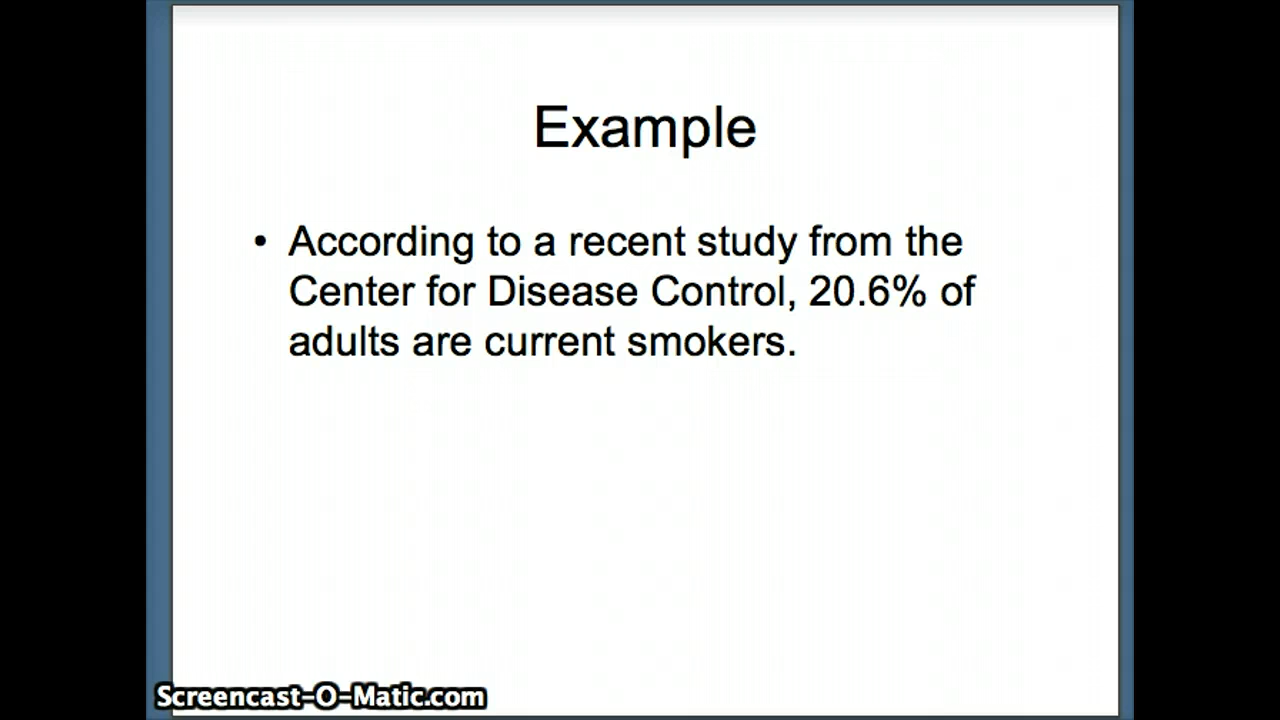 Example
• According to a recent study from the
Center for Disease Control, 20.6% of
adults are current smokers.
Screencast-O-Matic.com